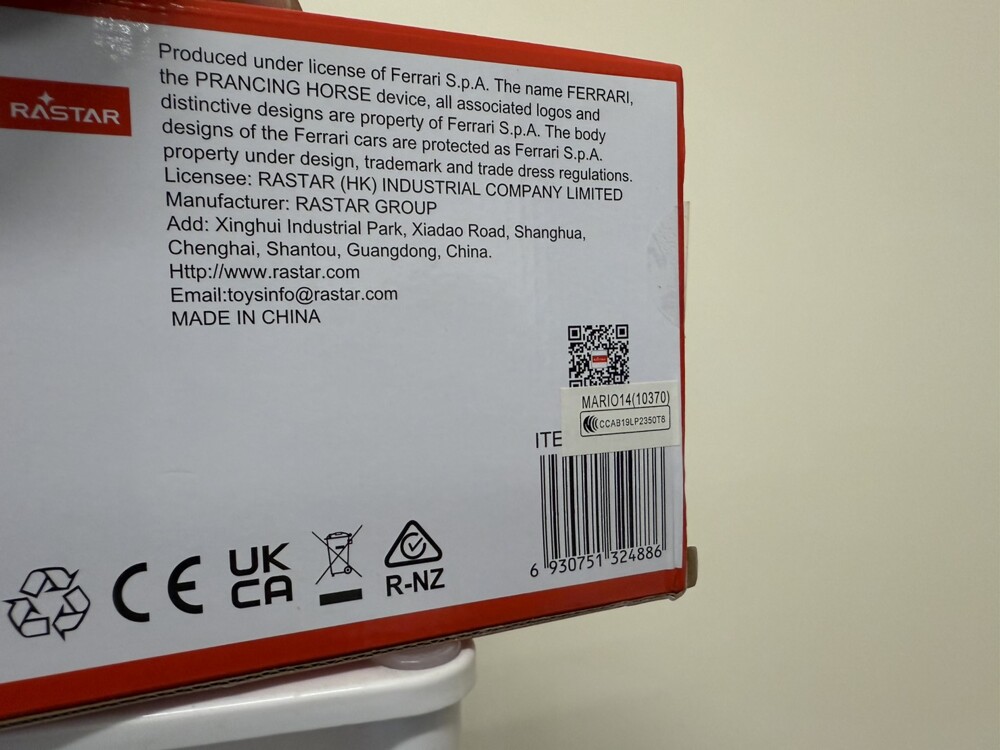 RASTAR
Produced under license of Ferrari S.p.A. The name FERRARI,
the PRANCING HORSE device, all associated logos and
distinctive designs are property of Ferrari S.p.A. The body
designs of the Ferrari cars are protected as Ferrari S.p.A.
property under design, trademark and trade dress regulations.
Licensee: RASTAR (HK) INDUSTRIAL COMPANY LIMITED
Manufacturer: RASTAR GROUP
Add: Xinghui Industrial Park, Xiadao Road, Shanghua,
Chenghai, Shantou, Guangdong, China.
Http://www.rastar.com
Email:toysinfo@rastar.com
MADE IN CHINA
MARIO14(10370)
CCAB19LP2350T6
ITE
6 930751 324886
CE
UK
CA
R-NZ